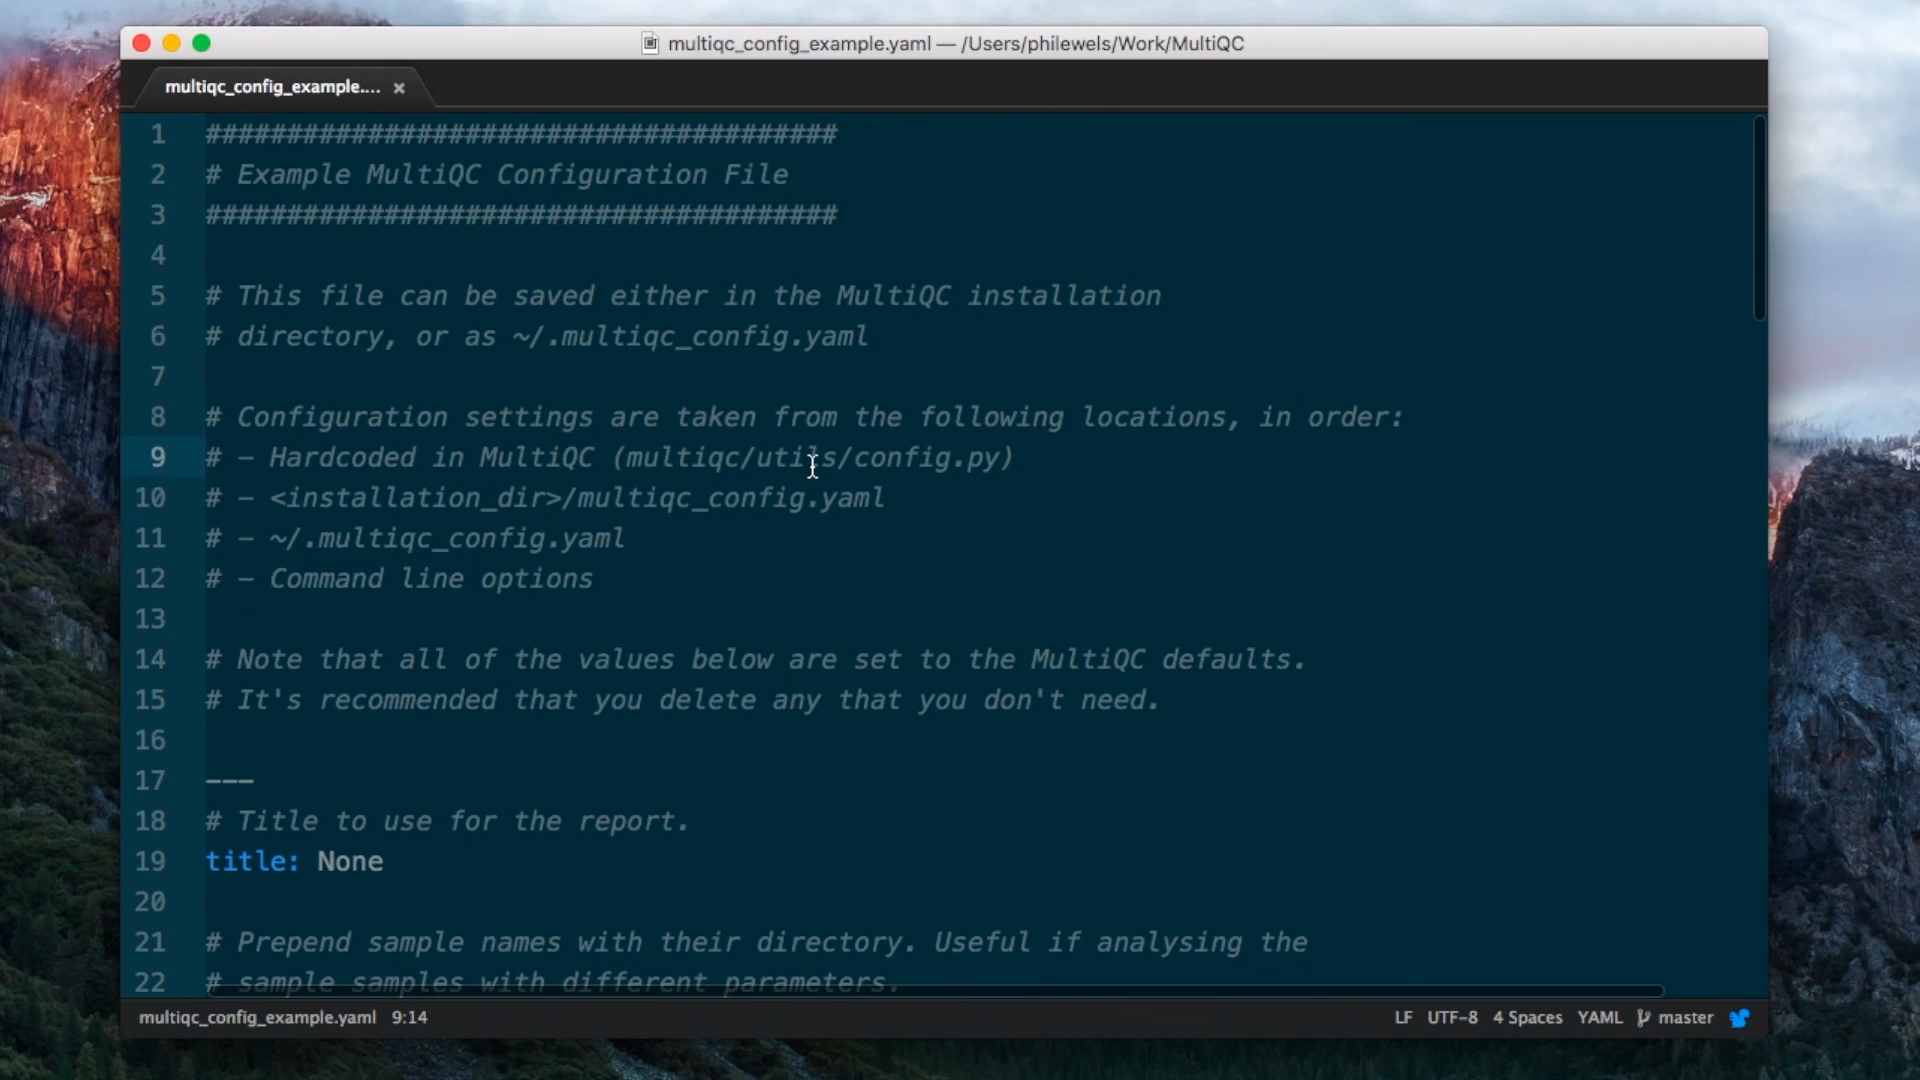 multiqc_config_example.yaml — /Users/philewels/Work/MultiQC
multiqc_config_example.... ×
1 #######################################
2 # Example MultiQC Configuration File
3 #######################################
4
5 # This file can be saved either in the MultiQC installation
6 # directory, or as ~/.multiqc_config.yaml
7
8 # Configuration settings are taken from the following locations, in order:
9 # - Hardcoded in MultiQC (multiqc/utils/config.py)
10 # - <installation_dir>/multiqc_config.yaml
11 # - ~/.multiqc_config.yaml
12 # - Command line options
13
14 # Note that all of the values below are set to the MultiQC defaults.
15 # It's recommended that you delete any that you don't need.
16
17 ---
18 # Title to use for the report.
19 title: None
20
21 # Prepend sample names with their directory. Useful if analysing the
22 # sample samples with different parameters.
multiqc_config_example.yaml 9:14 LF UTF-8 4 Spaces YAML master